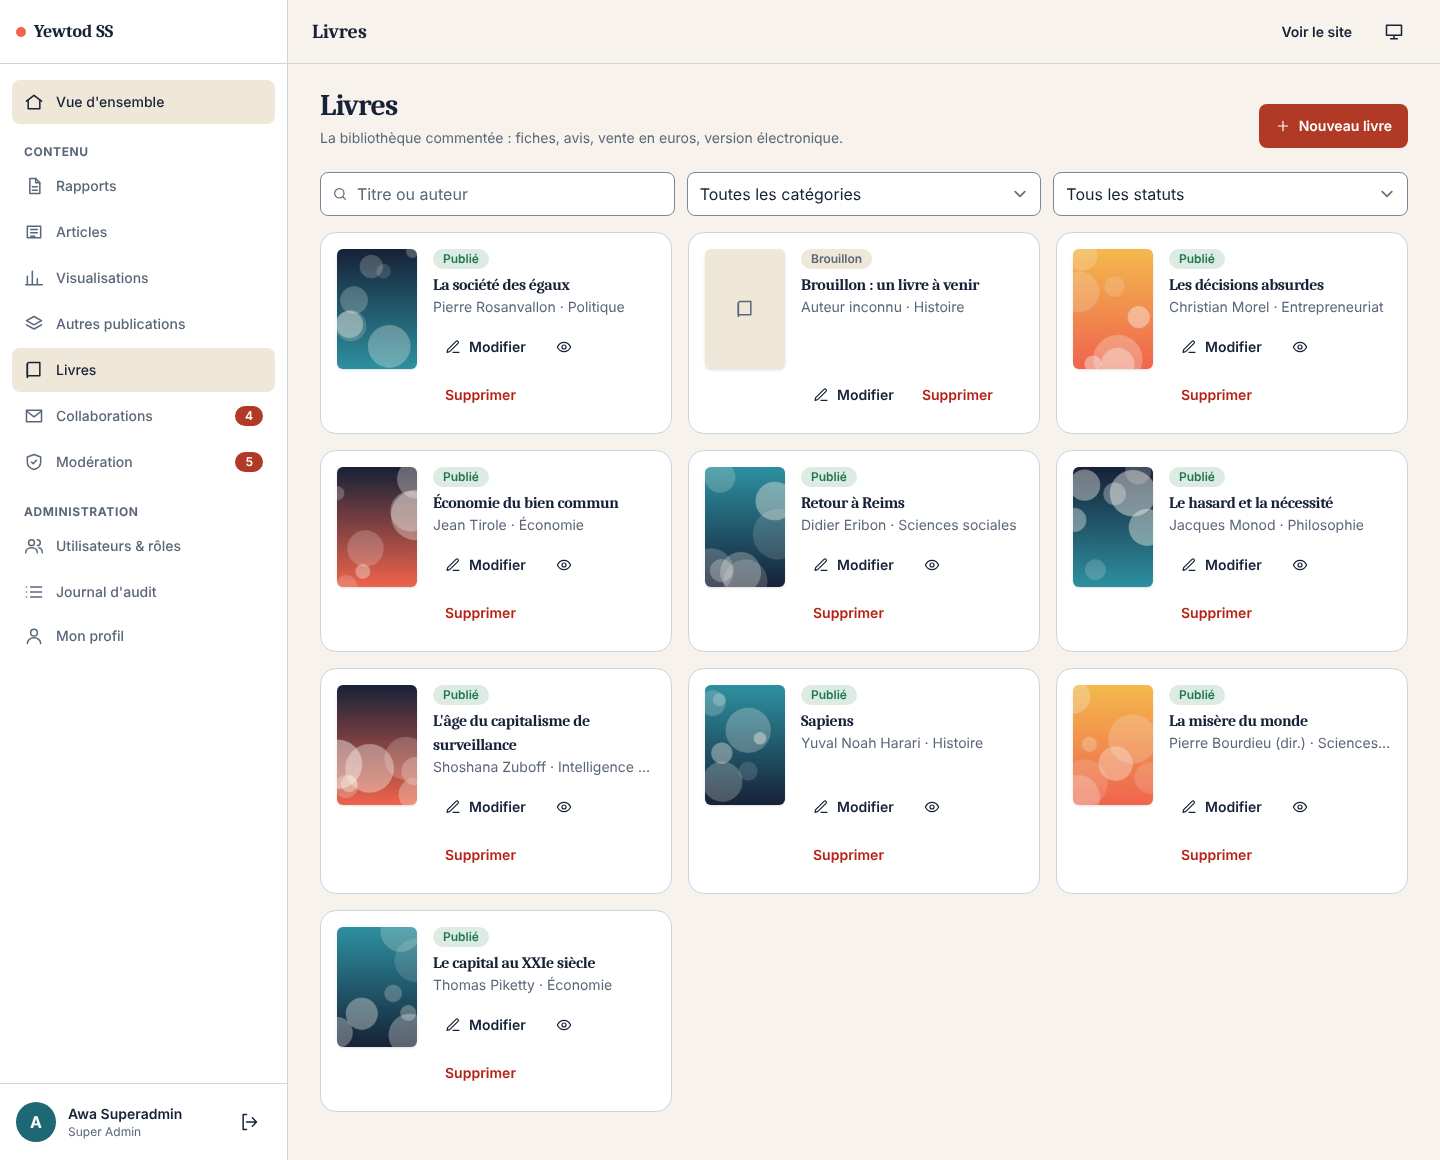 Yewtod SS
Livres
Voir le site
Vue d'ensemble
CONTENU
Rapports
Articles
Visualisations
Autres publications
Livres
Collaborations
4
Modération
5
ADMINISTRATION
Utilisateurs & rôles
Journal d'audit
Mon profil
A
Awa Superadmin
Super Admin
Livres
La bibliothèque commentée : fiches, avis, vente en euros, version électronique.
Nouveau livre
Titre ou auteur
Toutes les catégories
Tous les statuts
Publié
La société des égaux
Pierre Rosanvallon · Politique
Modifier
Supprimer
Brouillon
Brouillon : un livre à venir
Auteur inconnu · Histoire
Modifier
Supprimer
Publié
Les décisions absurdes
Christian Morel · Entrepreneuriat
Modifier
Supprimer
Publié
Économie du bien commun
Jean Tirole · Économie
Modifier
Supprimer
Publié
Retour à Reims
Didier Eribon · Sciences sociales
Modifier
Supprimer
Publié
Le hasard et la nécessité
Jacques Monod · Philosophie
Modifier
Supprimer
Publié
L'âge du capitalisme de
surveillance
Shoshana Zuboff · Intelligence ...
Modifier
Supprimer
Publié
Sapiens
Yuval Noah Harari · Histoire
Modifier
Supprimer
Publié
La misère du monde
Pierre Bourdieu (dir.) · Sciences...
Modifier
Supprimer
Publié
Le capital au XXIe siècle
Thomas Piketty · Économie
Modifier
Supprimer